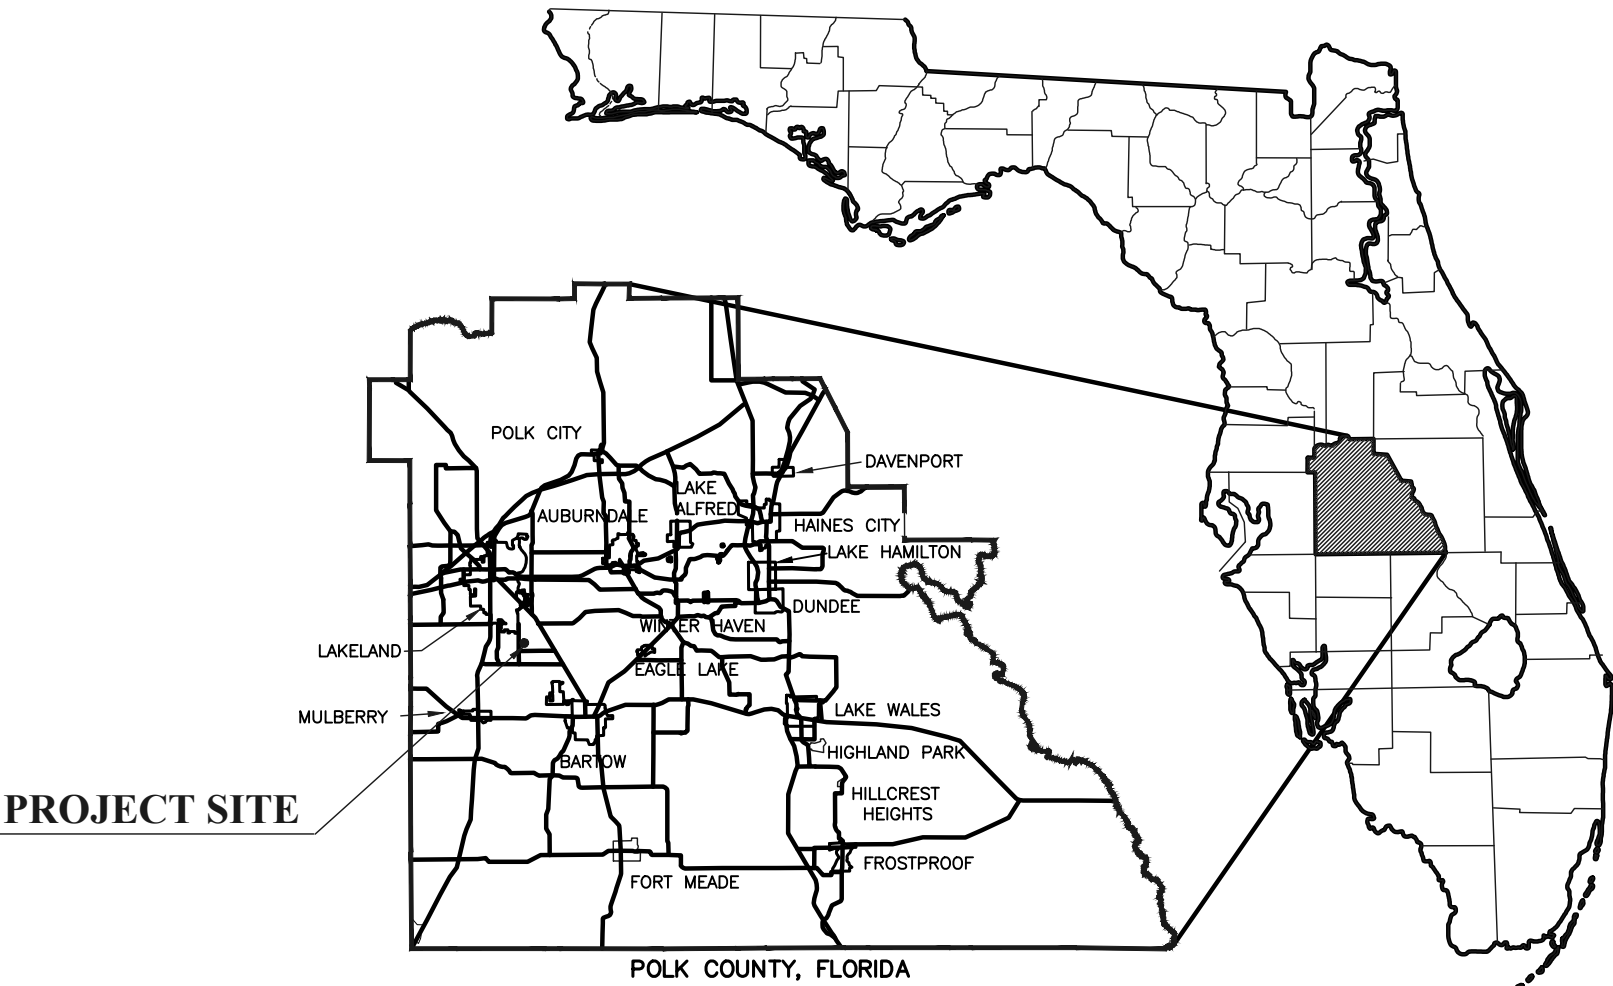 POLK CITY
DAVENPORT
LAKE
ALFRED
AUBURNDALE
HAINES CITY
LAKE HAMILTON
DUNDEE
WINTER HAVEN
LAKELAND
EAGLE LAKE
MULBERRY
LAKE WALES
HIGHLAND PARK
BARTOW
HILLCREST
HEIGHTS
PROJECT SITE
FROSTPROOF
FORT MEADE
POLK COUNTY, FLORIDA